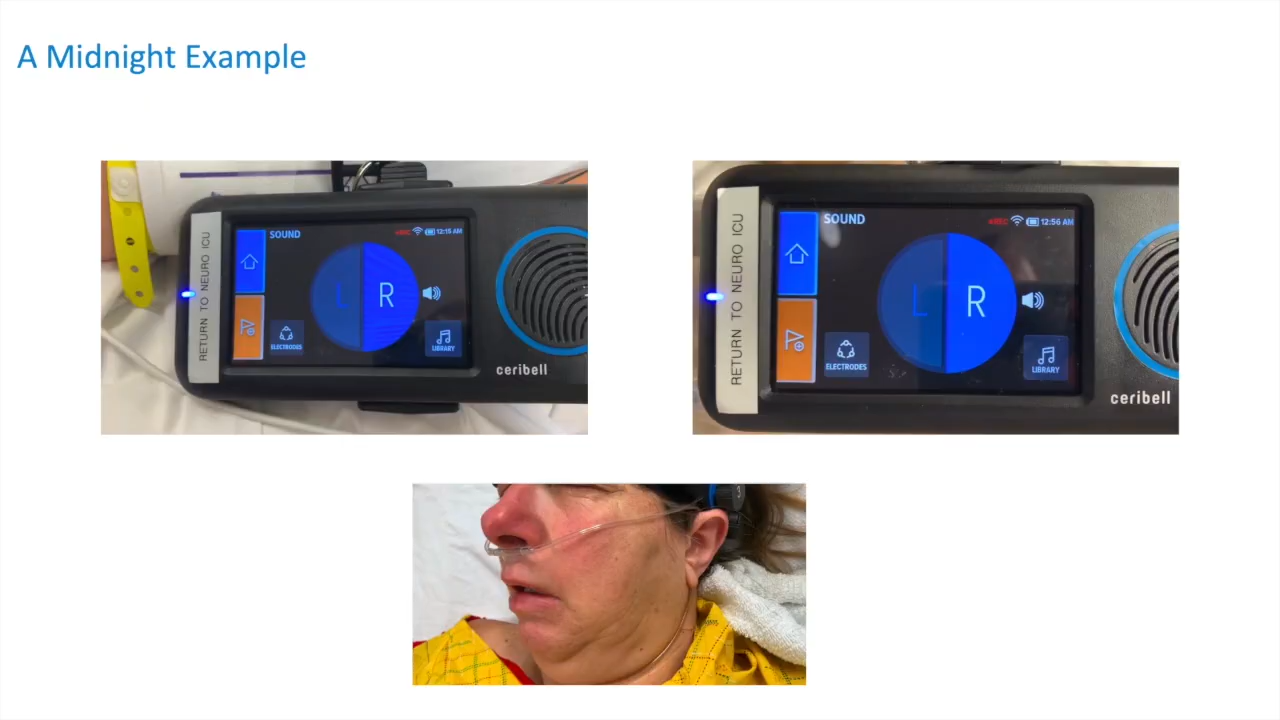 A Midnight Example
RETURN TO NEURO ICU
SOUND
12:15 AM
L
R
ELECTRODES
LIBRARY
ceribell
RETURN TO NEURO ICU
SOUND
12:56 AM
L
R
ELECTRODES
LIBRARY
ceribell
3